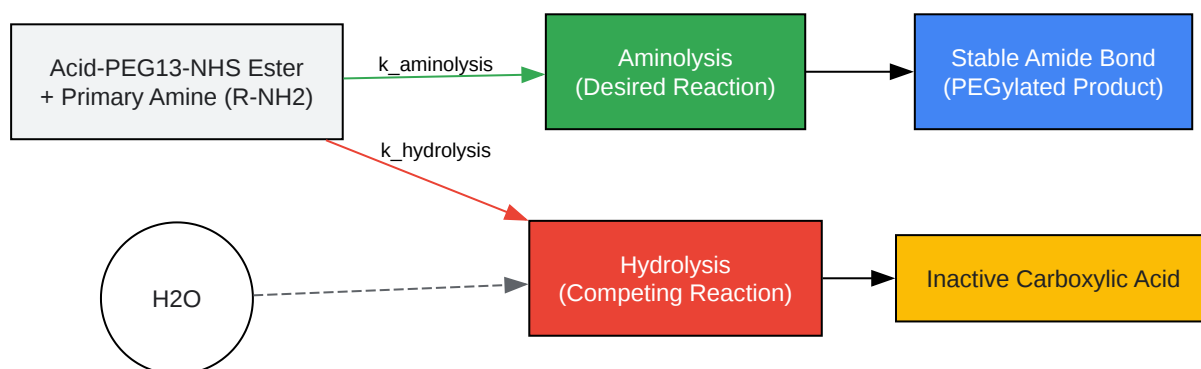 Acid-PEG13-NHS Ester
+ Primary Amine (R-NH2)
k_aminolysis
Aminolysis
(Desired Reaction)
Stable Amide Bond
(PEGylated Product)
k_hydrolysis
H2O
Hydrolysis
(Competing Reaction)
Inactive Carboxylic Acid